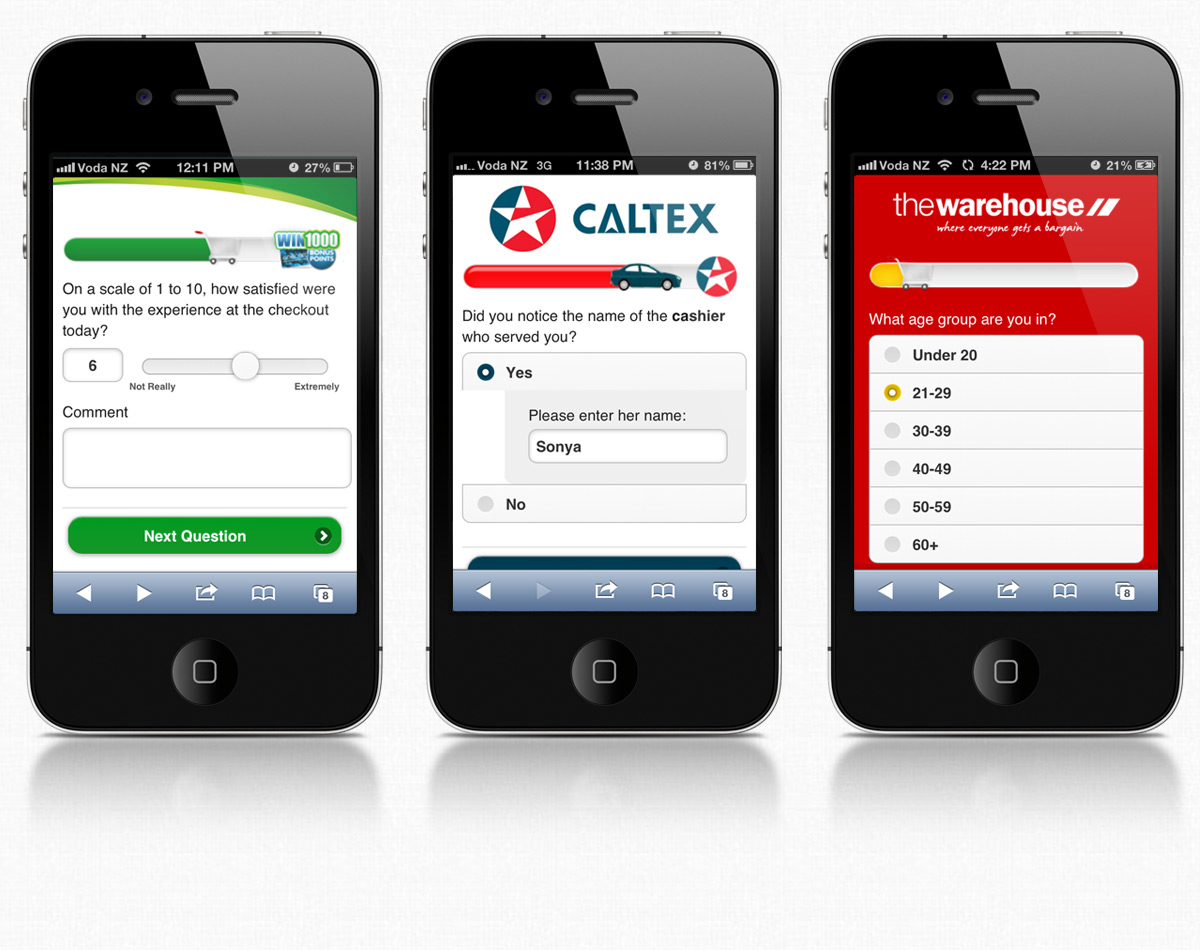 Voda NZ 12:11 PM 27%
WIN 1000
BONUS
POINTS
On a scale of 1 to 10, how satisfied were
you with the experience at the checkout
today?
6
Not Really Extremely
Comment
Next Question
8
Voda NZ 3G 11:38 PM 81%
CALTEX
Did you notice the name of the cashier
who served you?
Yes
Please enter her name:
Sonya
No
8
Voda NZ 4:22 PM 21%
thewarehouse
where everyone gets a bargain
What age group are you in?
Under 20
21-29
30-39
40-49
50-59
60+
8